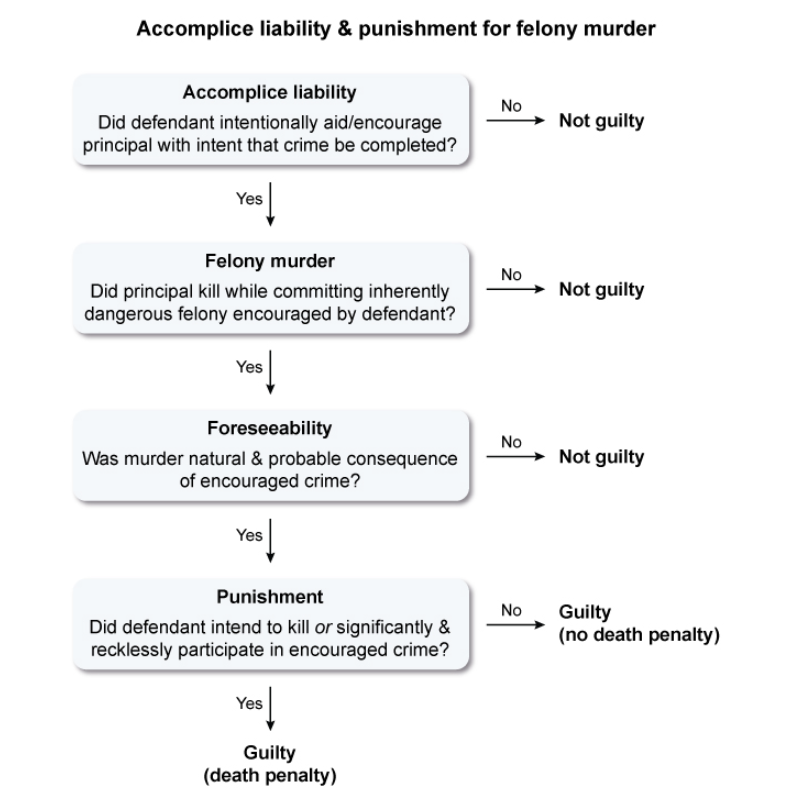 Accomplice liability & punishment for felony murder
Accomplice liability
Did defendant intentionally aid/encourage
principal with intent that crime be completed?
No
Not guilty
Yes
Felony murder
Did principal kill while committing inherently
dangerous felony encouraged by defendant?
No
Not guilty
Yes
Foreseeability
Was murder natural & probable consequence
of encouraged crime?
No
Not guilty
Yes
Punishment
Did defendant intend to kill or significantly &
recklessly participate in encouraged crime?
No
Guilty
(no death penalty)
Yes
Guilty
(death penalty)